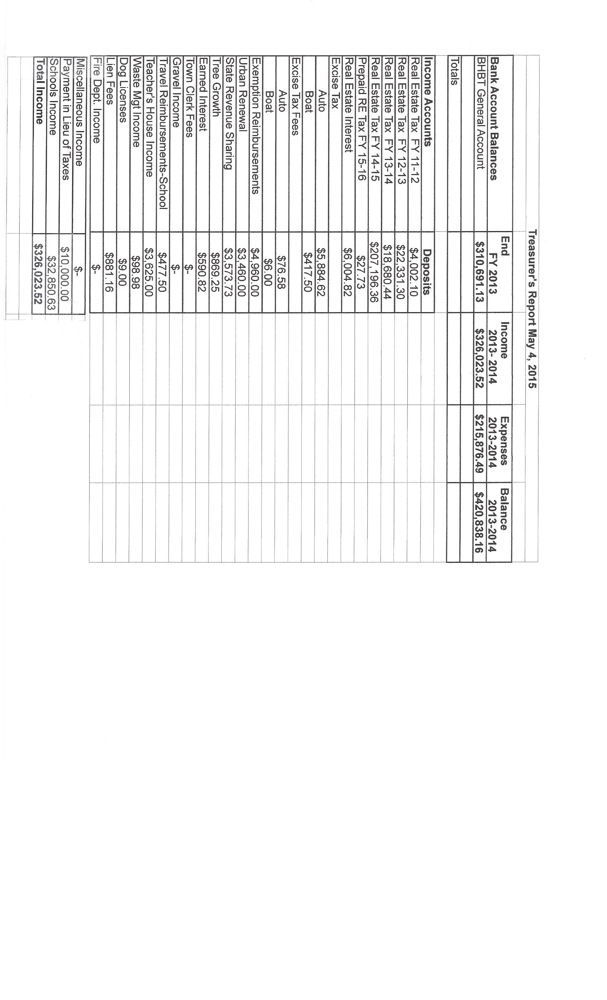 Treasurer's Report May 4, 2015
End Income Expenses Balance
Bank Account Balances FY 2013 2013- 2014 2013-2014 2013-2014
BHBT General Account $310,691.13 $326,023.52 $215,876.49 $420,838.16
Totals
Income Accounts Deposits
Real Estate Tax FY 11-12 $4,002.10
Real Estate Tax FY 12-13 $22,331.30
Real Estate Tax FY 13-14 $18,680.44
Real Estate Tax FY 14-15 $207,196.36
Prepaid RE Tax FY 15-16 $27.73
Real Estate Interest $6,004.82
Excise Tax
Auto $5,884.62
Boat $417.50
Excise Tax Fees
Auto $76.58
Boat $6.00
Exemption Reimbursements $4,960.00
Urban Renewal $3,460.00
State Revenue Sharing $3,573.73
Tree Growth $869.25
Earned Interest $590.82
Town Clerk Fees $-
Gravel Income $-
Travel Reimbursements-School $477.50
Teacher's House Income $3,625.00
Waste Mgt Income $98.98
Dog Licenses $9.00
Lien Fees $881.16
Fire Dept. Income $-
Miscellaneous Income $-
Payment in Lieu of Taxes $10,000.00
Schools Income $32,850.63
Total Income $326,023.52